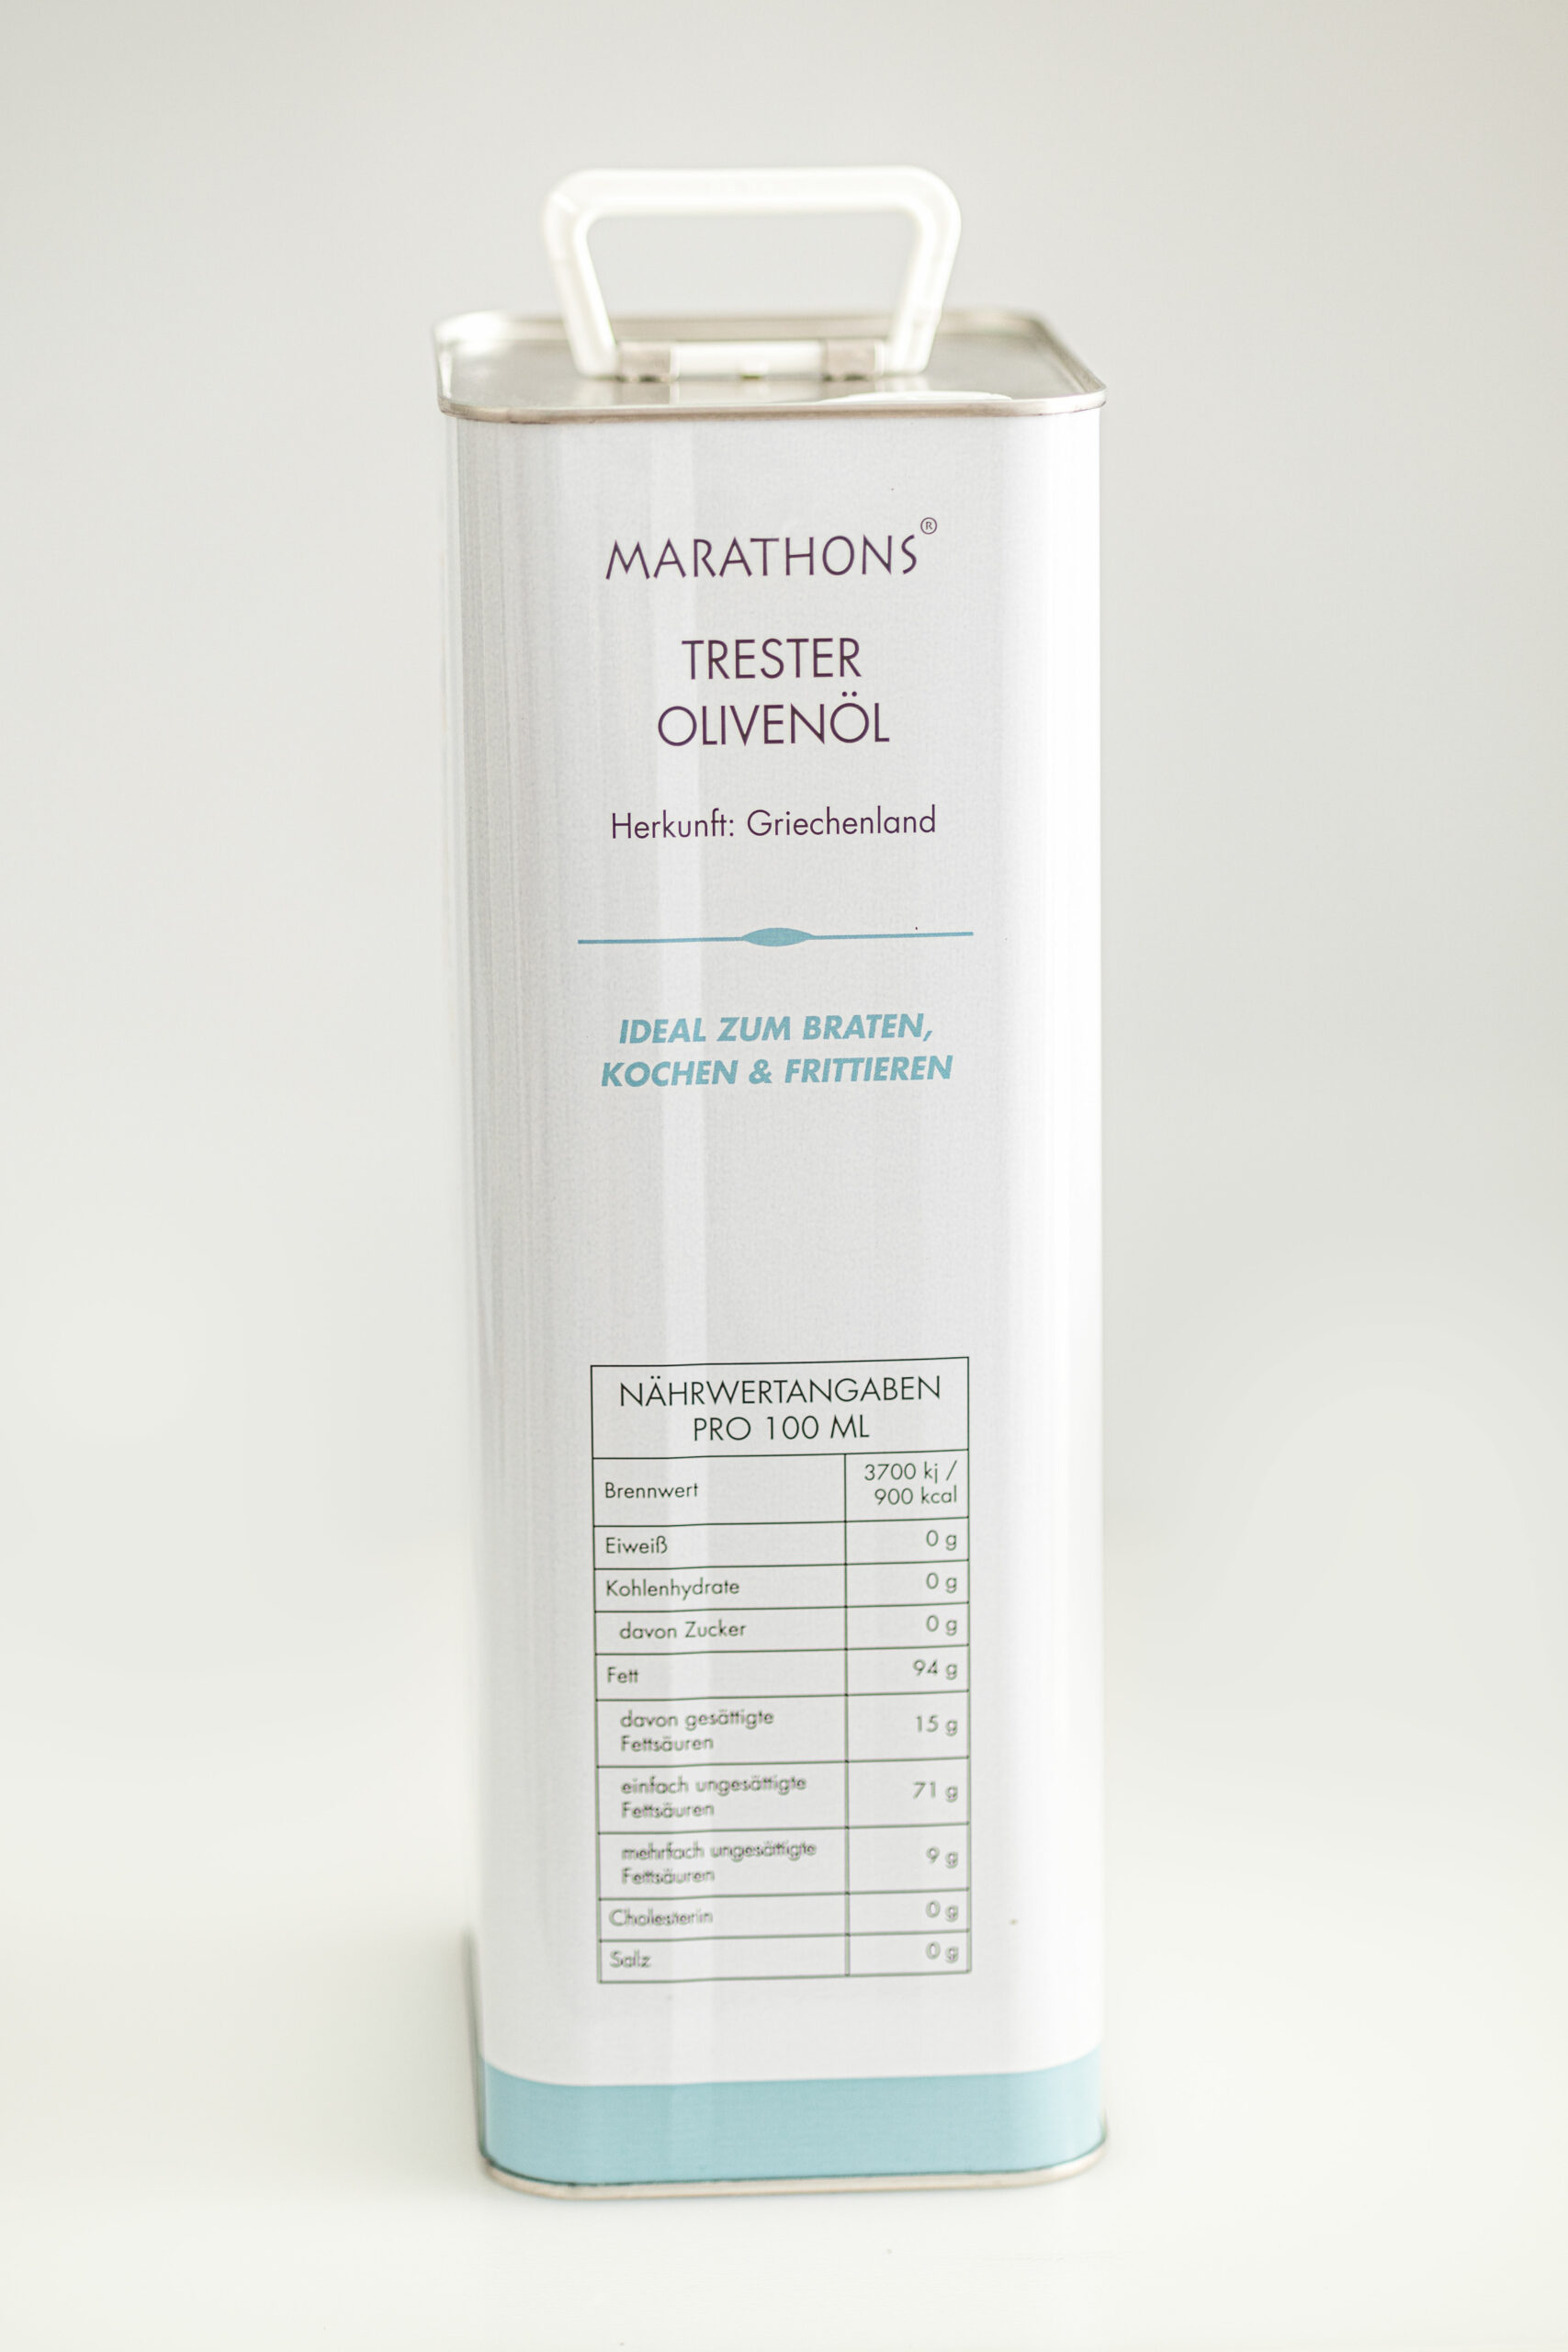 MARATHONS®
TRESTER
OLIVENÖL
Herkunft: Griechenland
IDEAL ZUM BRATEN,
KOCHEN & FRITTIEREN
NÄHRWERTANGABEN
PRO 100 ML
Brennwert 3700 kj /
900 kcal
Eiweiß 0 g
Kohlenhydrate 0 g
davon Zucker 0 g
Fett 94 g
davon gesättigte
Fettsäuren 15 g
einfach ungesättigte
Fettsäuren 71 g
mehrfach ungesättigte
Fettsäuren 9 g
Cholesterin 0 g
Salz 0 g